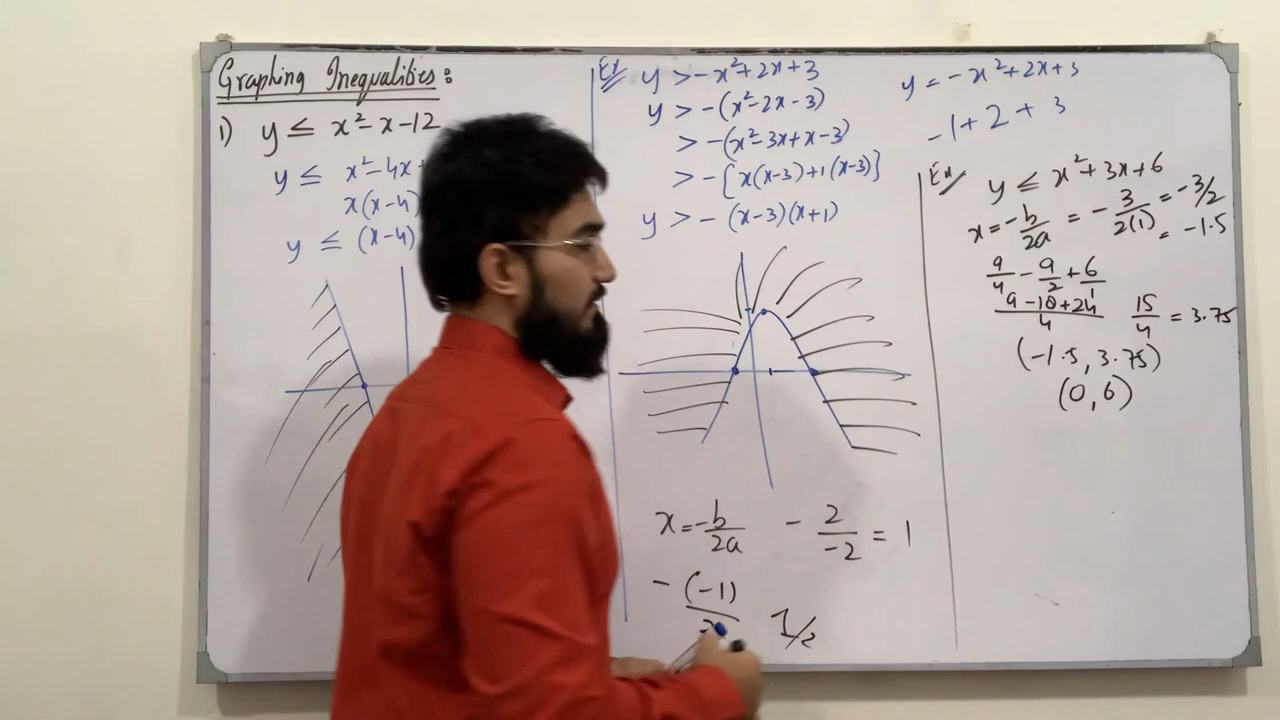 Graphing Inequalities:
1) y ≤ x²-x-12
y ≤ x²-4x+
x(x-4)
y ≤ (x-4)
Ex y > -x²+2x+3
y > -(x²-2x-3)
> -(x²-3x+x-3)
> -[x(x-3)+1(x-3)]
y > -(x-3)(x+1)
x = -b/2a - 2/-2 = 1
-(-1)/2 1/2
y = -x²+2x+3
-1+2+3
Ex y ≤ x²+3x+6
x = -b/2a = -3/2(1) = -3/2
= -1.5
9/4 - 9/2 + 6/1
9-18+24/4 15/4 = 3.75
(-1.5, 3.75)
(0,6)